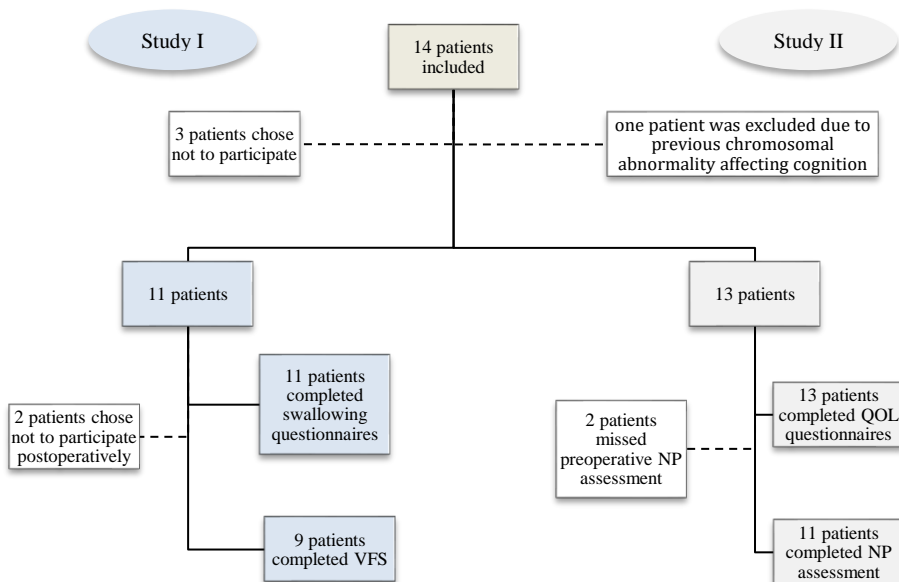 Study I
14 patients
included
Study II
3 patients chose
not to participate
one patient was excluded due to
previous chromosomal
abnormality affecting cognition
11 patients
13 patients
11 patients
completed
swallowing
questionnaires
2 patients chose
not to participate
postoperatively
13 patients
completed QOL
questionnaires
2 patients
missed
preoperative NP
assessment
9 patients
completed VFS
11 patients
completed NP
assessment